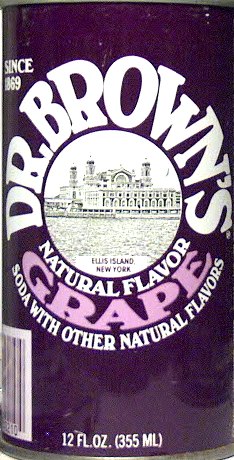 SINCE
1869
DR. BROWN'S
ELLIS ISLAND,
NEW YORK
NATURAL FLAVOR
GRAPE
SODA WITH OTHER NATURAL FLAVORS
12 FL. OZ. (355 ML)